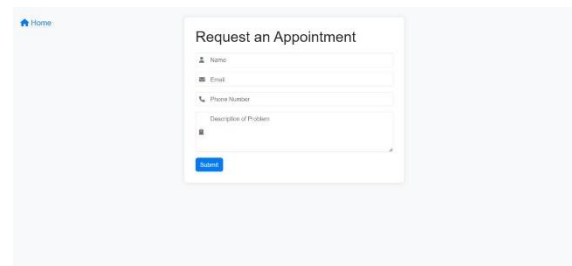 Home
Request an Appointment
Name
Email
Phone Number
Description of Problem
Submit